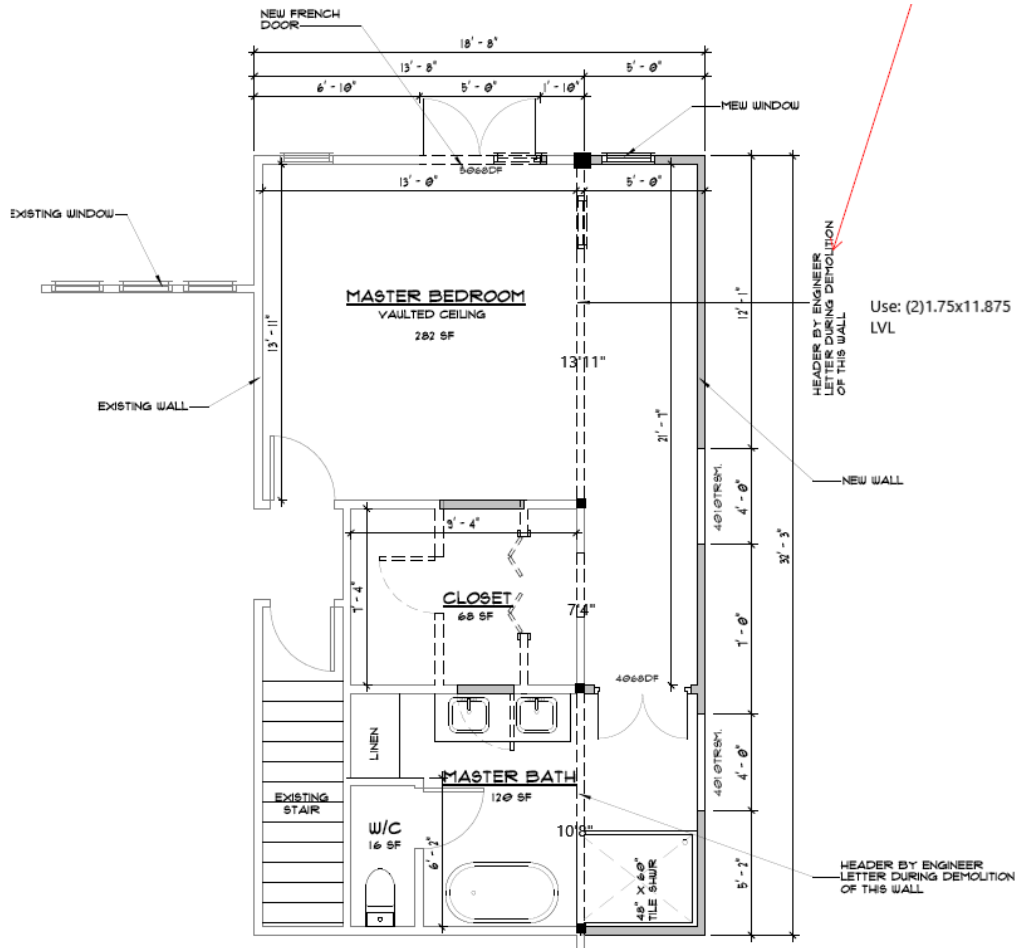 NEW FRENCH
DOOR
18' - 8"
13' - 8"
5' - 0"
6' - 10"
5' - 0"
1' - 10"
MEW WINDOW
5068DF
13' - 0"
5' - 0"
EXISTING WINDOW
MASTER BEDROOM
VAULTED CEILING
282 SF
13' - 11"
13'11"
12' - 1"
HEADER BY ENGINEER
LETTER DURING DEMOLITION
OF THIS WALL
Use: (2)1.75x11.875
LVL
EXISTING WALL
21' - 7"
NEW WALL
4010TRSM.
4' - 0"
32' - 3"
9' - 4"
7' - 4"
CLOSET
68 SF
7'4"
7' - 0"
4068DF
LINEN
4010TRSM.
4' - 0"
MASTER BATH
120 SF
EXISTING
STAIR
W/C
16 SF
10'8"
6' - 2"
48" X 60"
TILE SHWR
5' - 2"
HEADER BY ENGINEER
LETTER DURING DEMOLITION
OF THIS WALL